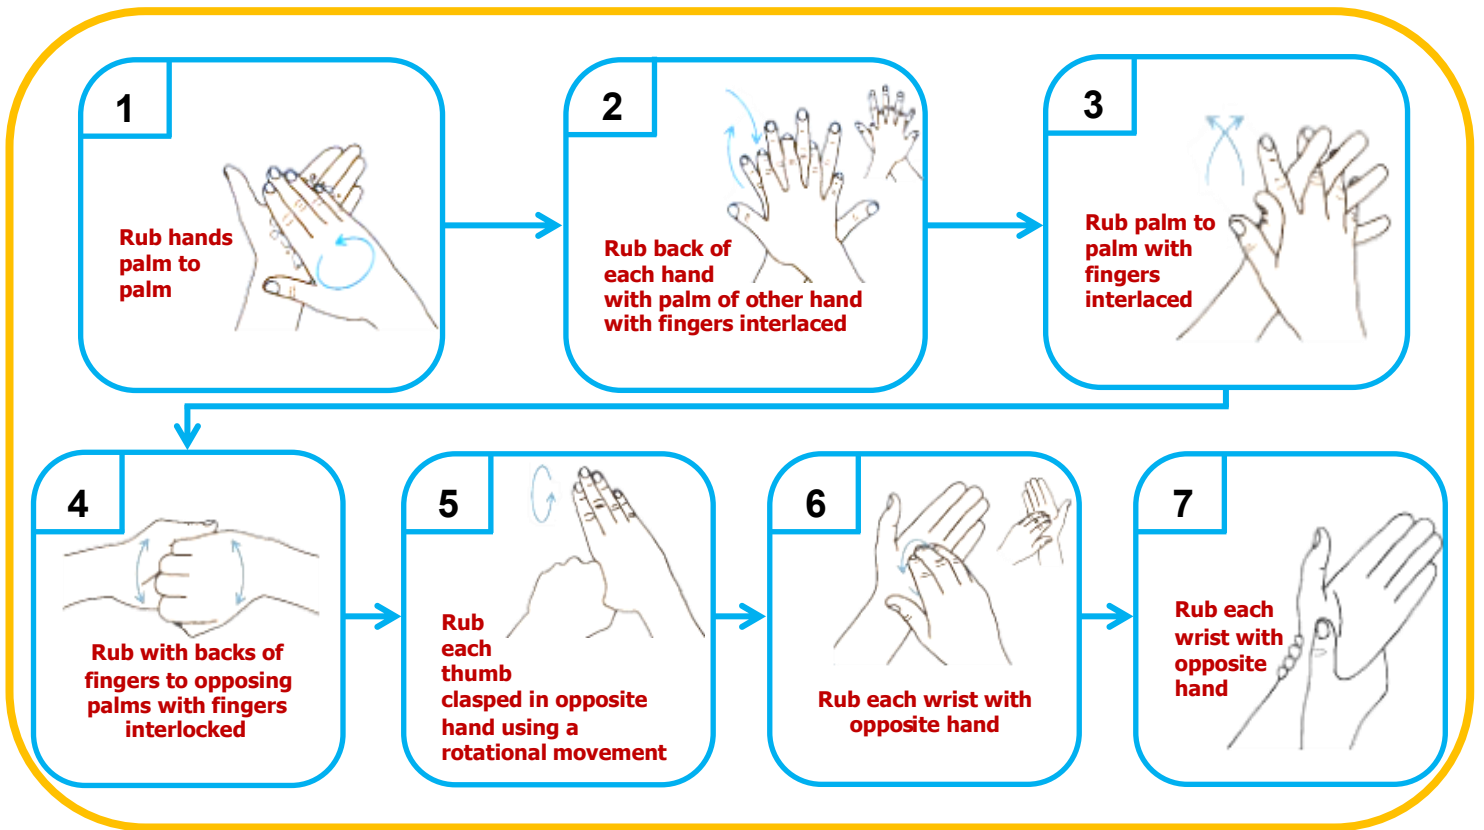 1
Rub hands
palm to
palm
2
Rub back of
each hand
with palm of other hand
with fingers interlaced
3
Rub palm to
palm with
fingers
interlaced
4
Rub with backs of
fingers to opposing
palms with fingers
interlocked
5
Rub
each
thumb
clasped in opposite
hand using a
rotational movement
6
Rub each wrist with
opposite hand
7
Rub each
wrist with
opposite
hand